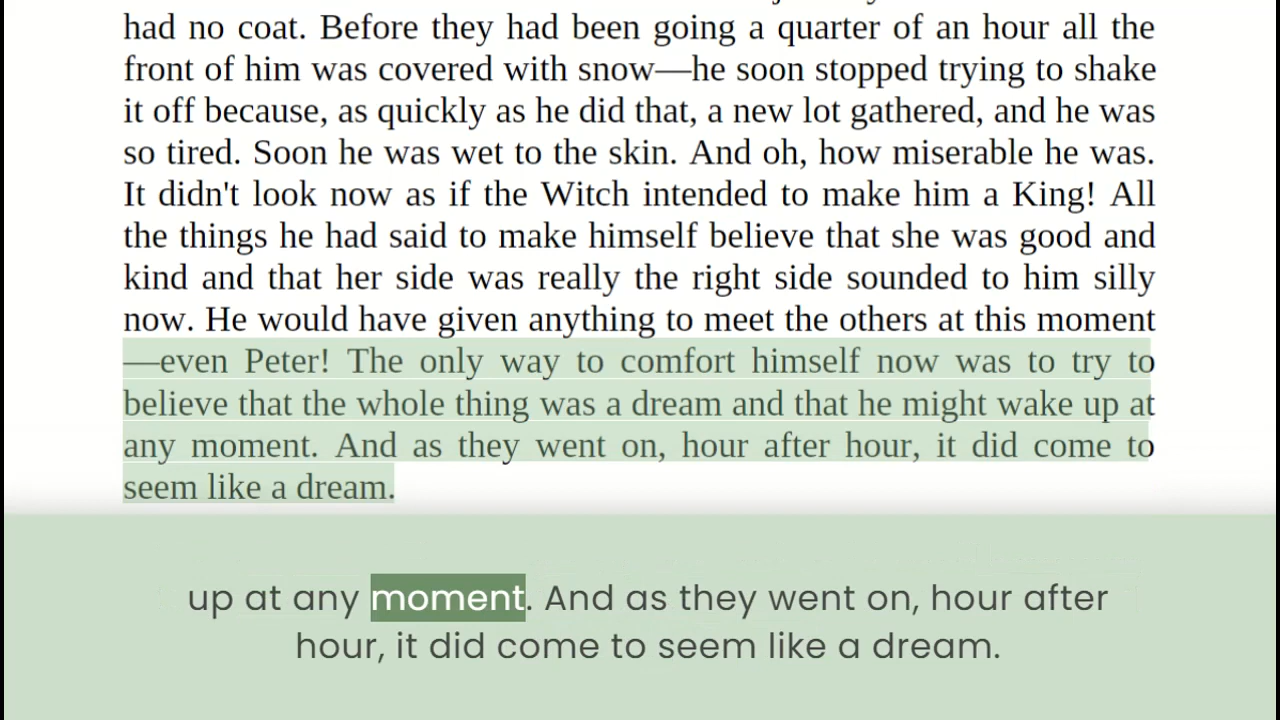 had no coat. Before they had been going a quarter of an hour all the
front of him was covered with snow—he soon stopped trying to shake
it off because, as quickly as he did that, a new lot gathered, and he was
so tired. Soon he was wet to the skin. And oh, how miserable he was.
It didn't look now as if the Witch intended to make him a King! All
the things he had said to make himself believe that she was good and
kind and that her side was really the right side sounded to him silly
now. He would have given anything to meet the others at this moment
—even Peter! The only way to comfort himself now was to try to
believe that the whole thing was a dream and that he might wake up at
any moment. And as they went on, hour after hour, it did come to
seem like a dream.
up at any moment. And as they went on, hour after
hour, it did come to seem like a dream.